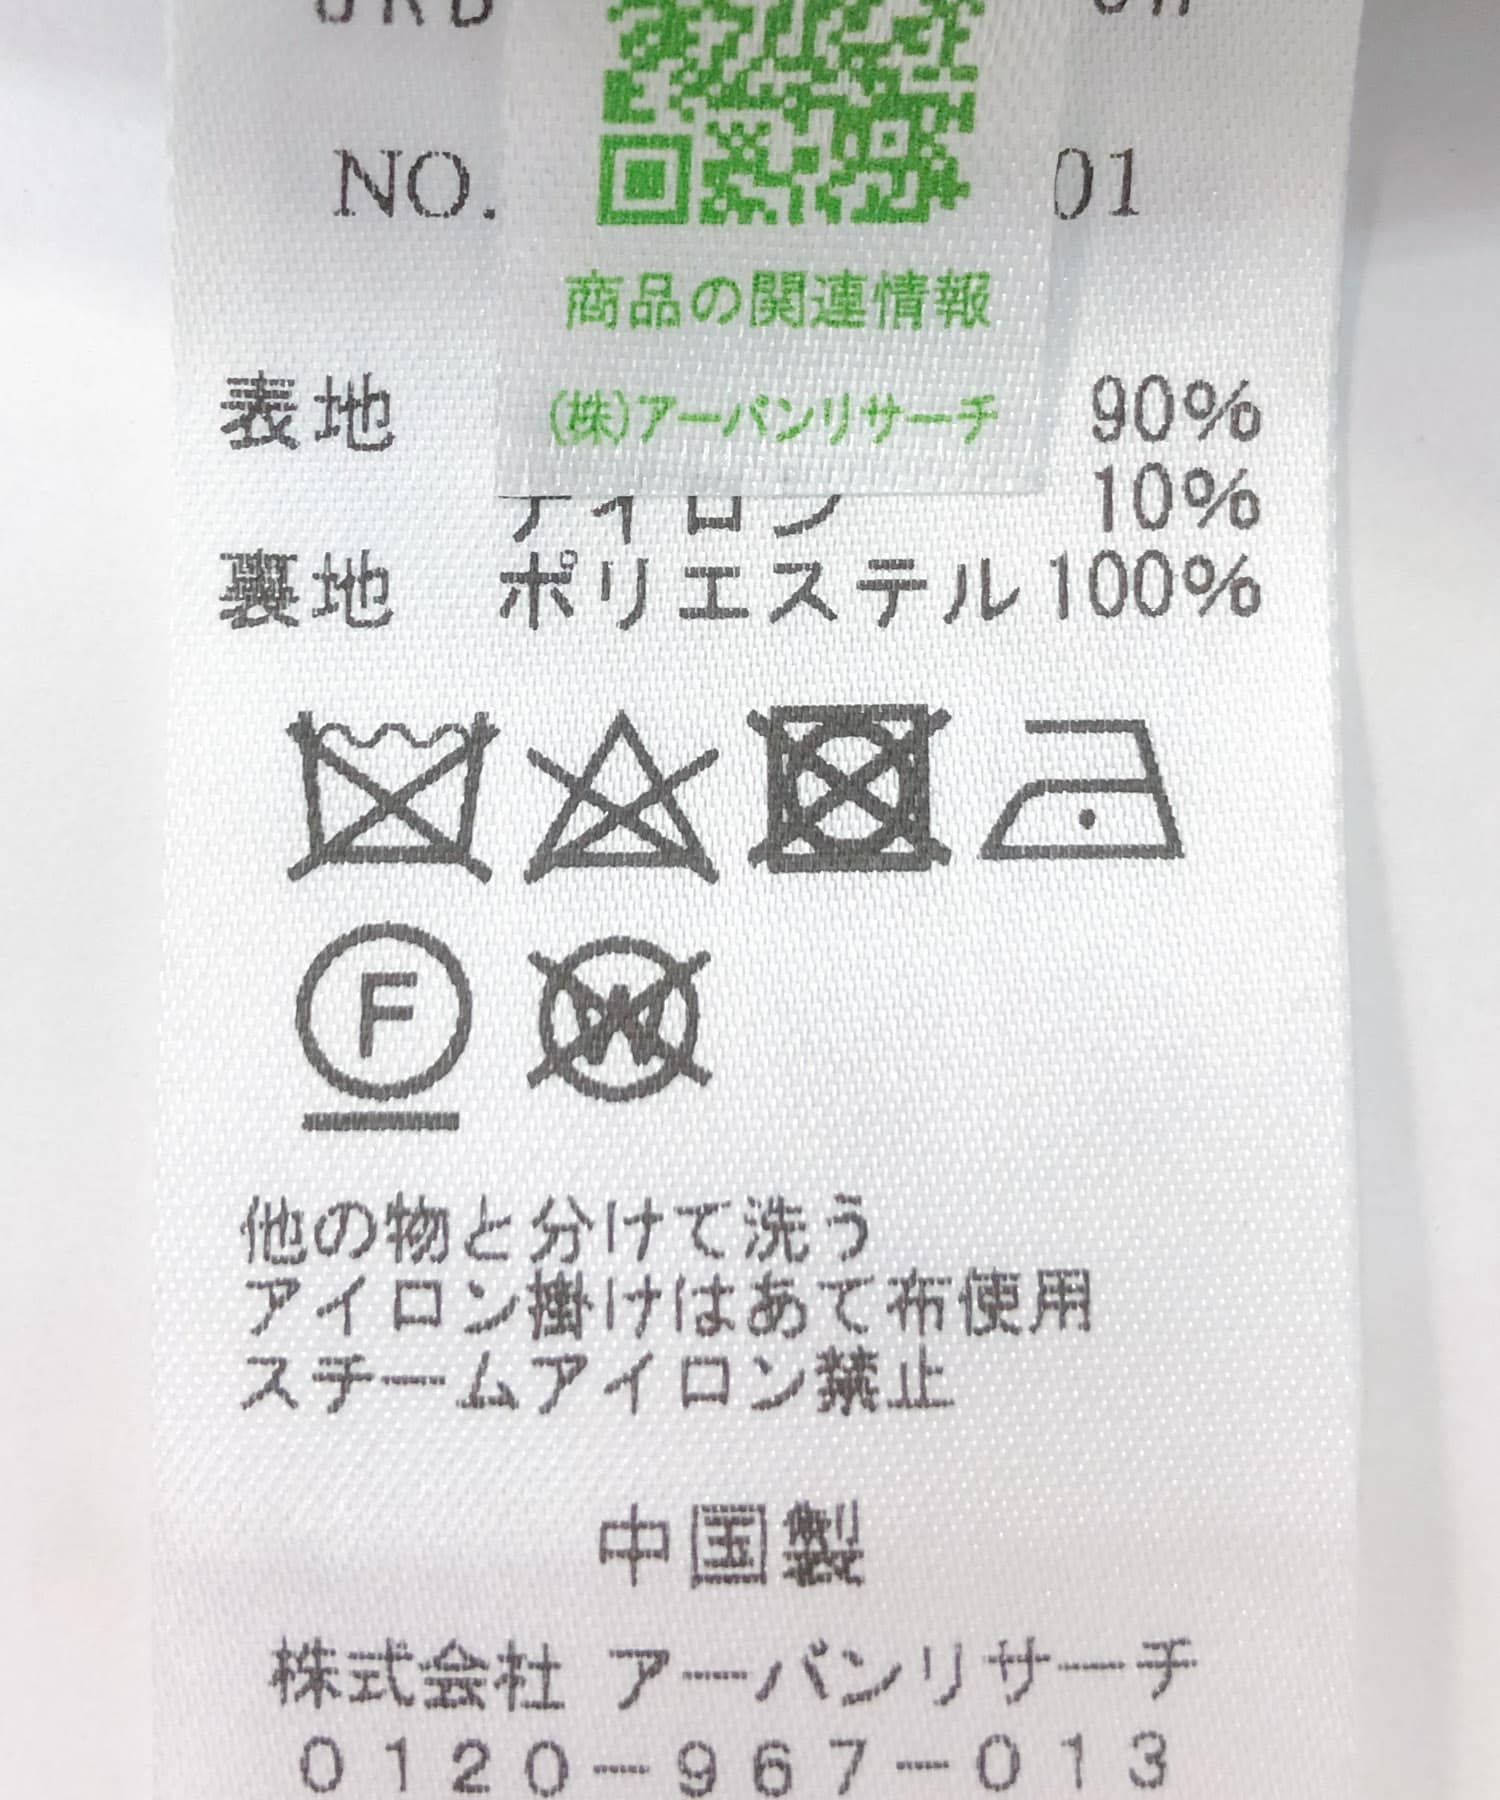 NO. 01
商品の関連情報
(株)アーバンリサーチ
表地 90%
10%
裏地 ポリエステル100%
F
W
他の物と分けて洗う
アイロン掛けはあて布使用
スチームアイロン禁止
中国製
株式会社 アーバンリサーチ
0120-967-013